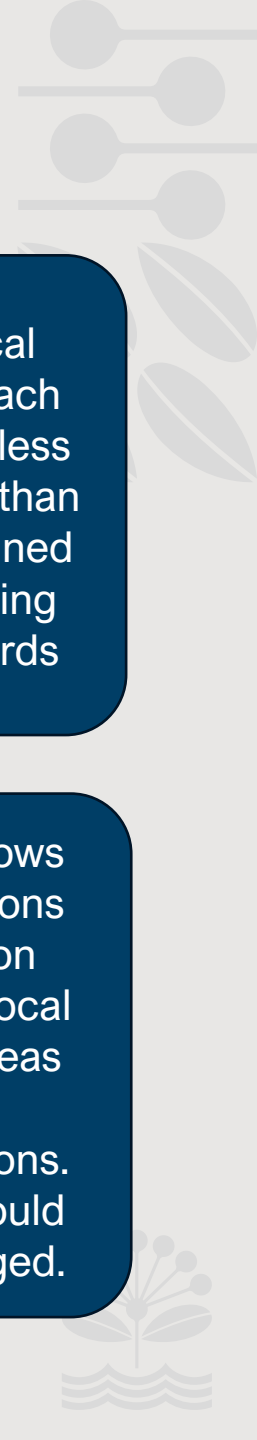 cal
ach
less
than
ned
ing
rds
ows
ons
on
ocal
eas
ons.
ould
ged.